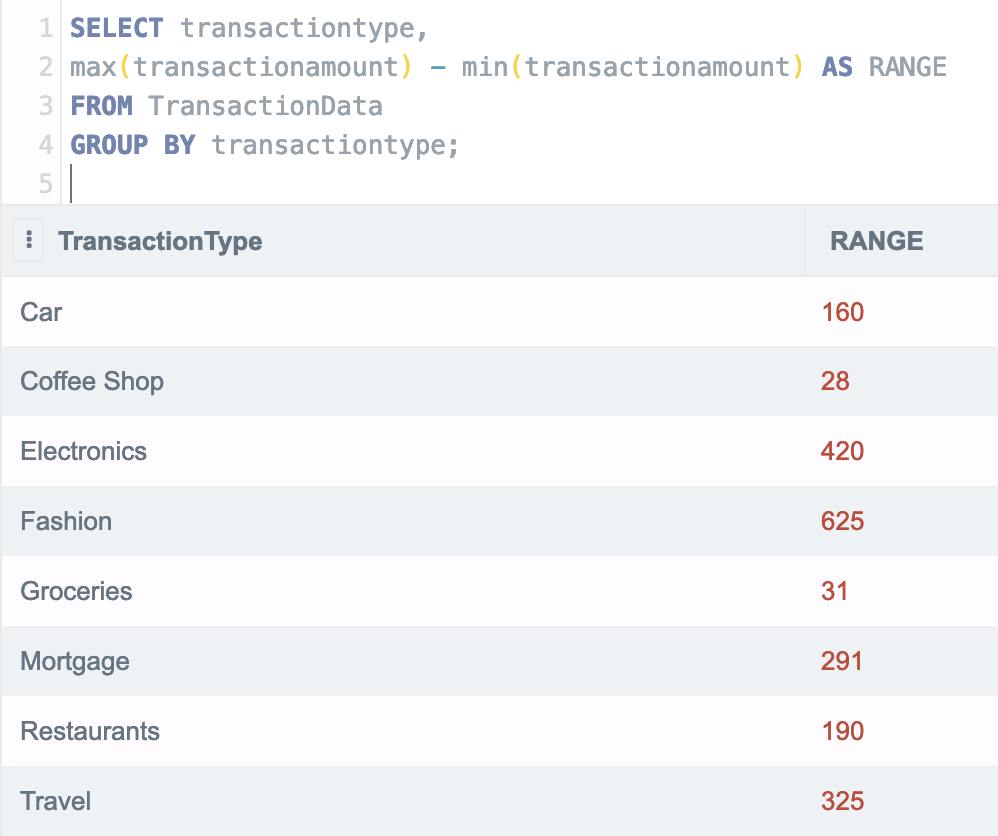 1 SELECT transactiontype,
2 max(transactionamount) – min(transactionamount) AS RANGE
3 FROM TransactionData
4 GROUP BY transactiontype;
5
TransactionType RANGE
Car 160
Coffee Shop 28
Electronics 420
Fashion 625
Groceries 31
Mortgage 291
Restaurants 190
Travel 325